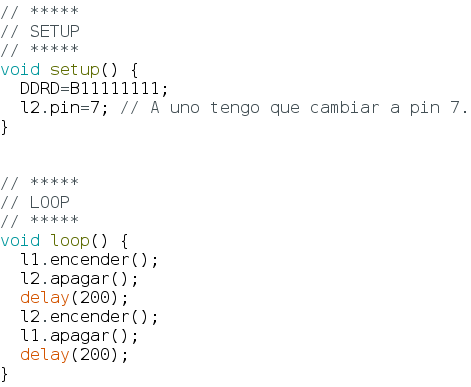 // *****
// SETUP
// *****
void setup() {
  DDRD=B11111111;
  l2.pin=7; // A uno tengo que cambiar a pin 7.
}
// *****
// LOOP
// *****
void loop() {
  l1.encender();
  l2.apagar();
  delay(200);
  l2.encender();
  l1.apagar();
  delay(200);
}